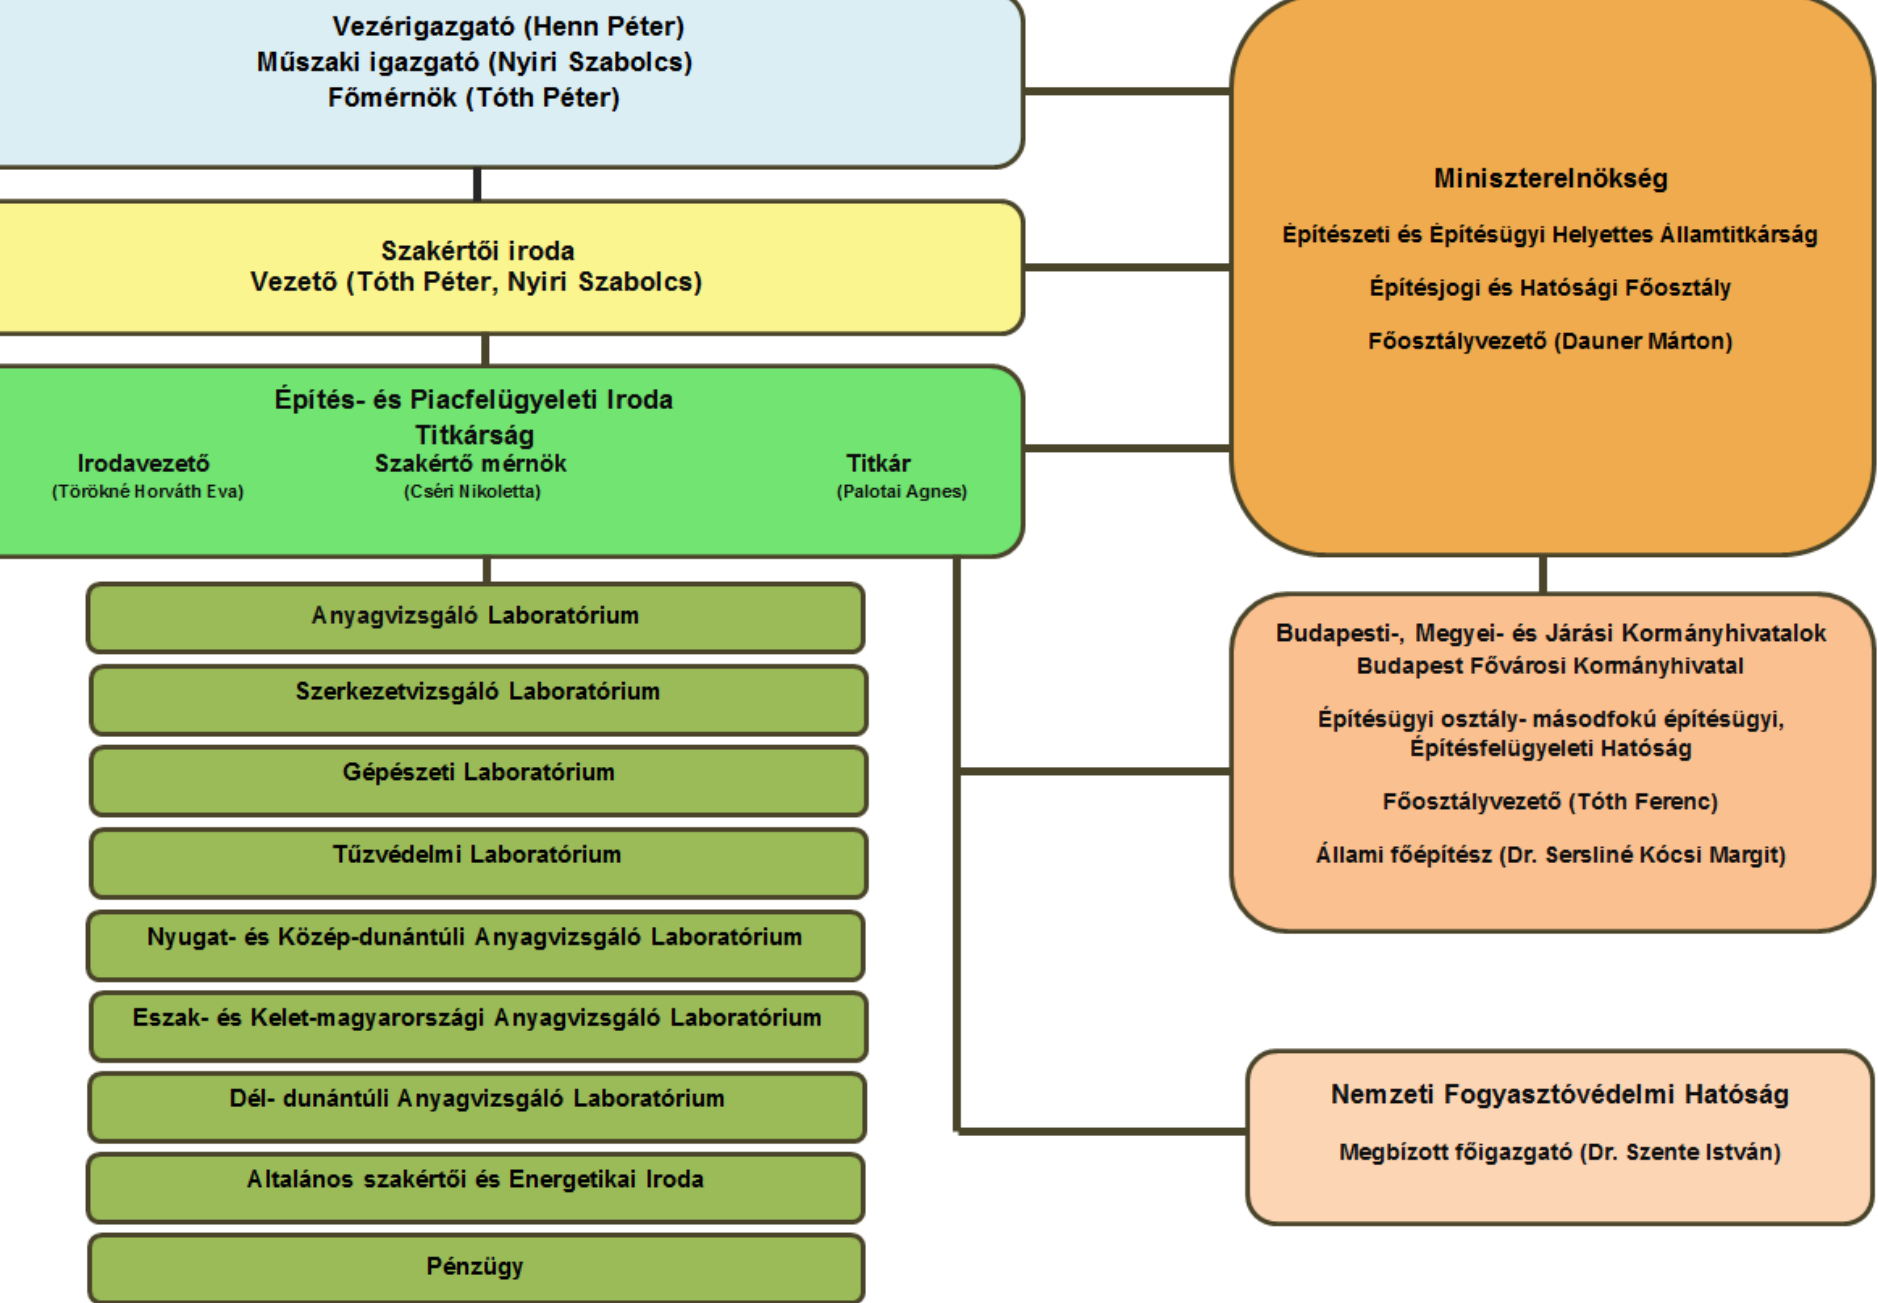 Vezérigazgató (Henn Péter)
Műszaki igazgató (Nyiri Szabolcs)
Főmérnök (Tóth Péter)
Szakértői iroda
Vezető (Tóth Péter, Nyiri Szabolcs)
Építés- és Piacfelügyeleti Iroda
Titkárság
Irodavezető
(Törökné Horváth Eva)
Szakértő mérnök
(Cséri Nikoletta)
Titkár
(Palotai Agnes)
Anyagvizsgáló Laboratórium
Szerkezetvizsgáló Laboratórium
Gépészeti Laboratórium
Tűzvédelmi Laboratórium
Nyugat- és Közép-dunántúli Anyagvizsgáló Laboratórium
Eszak- és Kelet-magyarországi Anyagvizsgáló Laboratórium
Dél- dunántúli Anyagvizsgáló Laboratórium
Altalános szakértői és Energetikai Iroda
Pénzügy
Miniszterelnökség
Építészeti és Építésügyi Helyettes Államtitkárság
Építésjogi és Hatósági Főosztály
Főosztályvezető (Dauner Márton)
Budapesti-, Megyei- és Járási Kormányhivatalok
Budapest Fővárosi Kormányhivatal
Építésügyi osztály- másodfokú építésügyi,
Építésfelügyeleti Hatóság
Főosztályvezető (Tóth Ferenc)
Állami főépítész (Dr. Sersliné Kócsi Margit)
Nemzeti Fogyasztóvédelmi Hatóság
Megbízott főigazgató (Dr. Szente István)